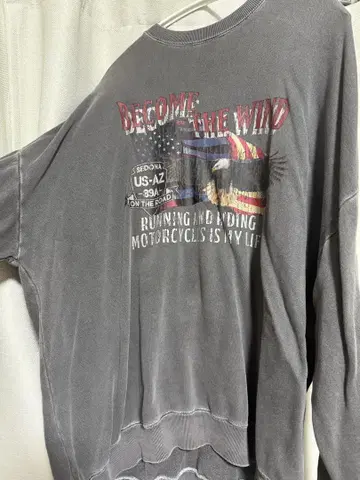 BECOME THE WIND
SEDONA
US-AZ
-89A-
ON THE ROAD
RUNNING AND RIDING
MOTORCYCLES IS MY LIFE